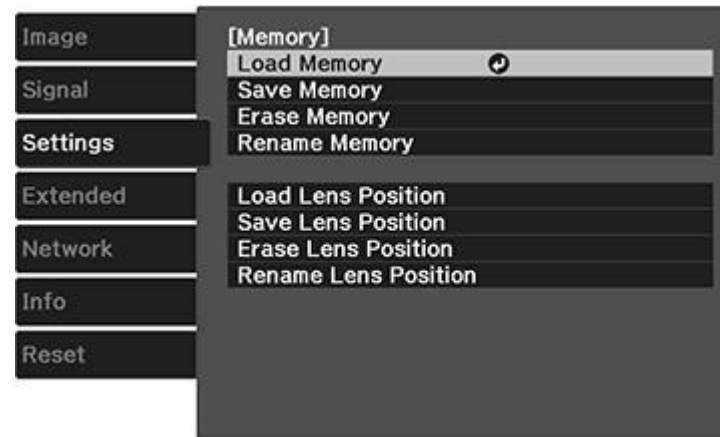 Image
Signal
Settings
Extended
Network
Info
Reset
[Memory]
Load Memory
Save Memory
Erase Memory
Rename Memory
Load Lens Position
Save Lens Position
Erase Lens Position
Rename Lens Position